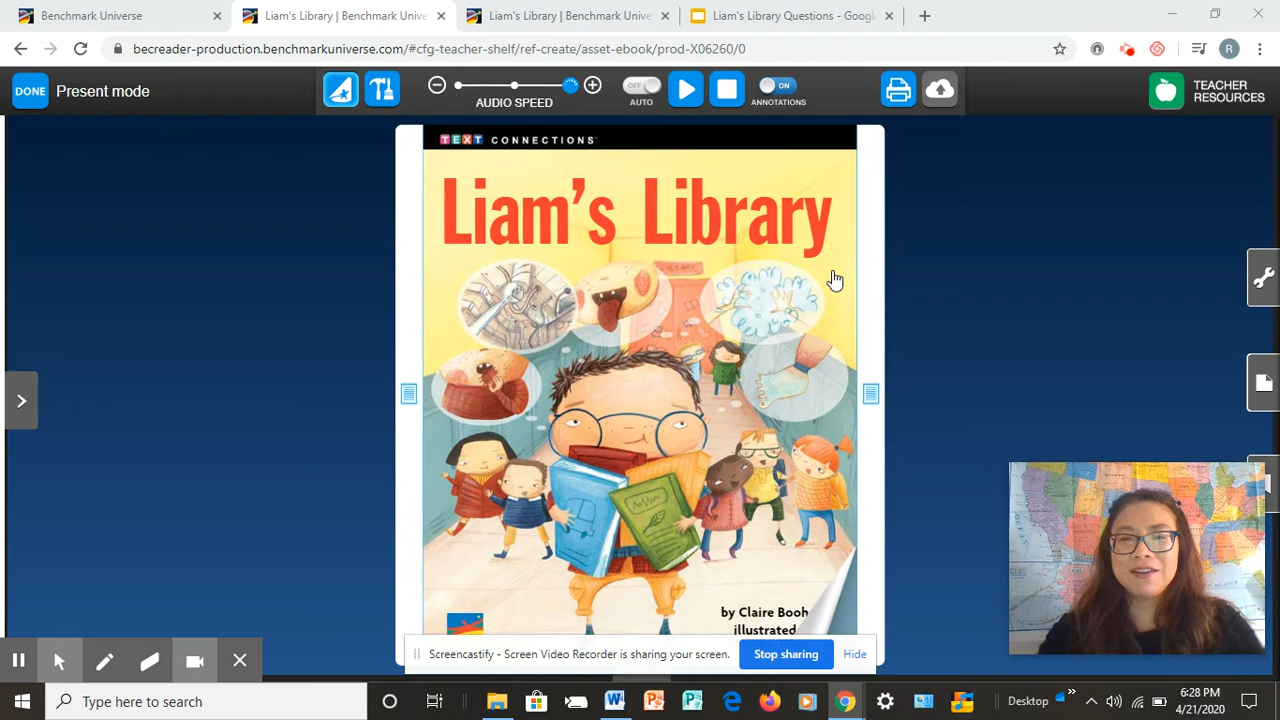 Benchmark Universe
Liam's Library | Benchmark Unive
Liam's Library | Benchmark Unive
Liam's Library Questions - Google
becreader-production.benchmarkuniverse.com/#cfg-teacher-shelf/ref-create/asset-ebook/prod-X06260/0
R
DONE
Present mode
AUDIO SPEED
OFF
AUTO
ON
ANNOTATIONS
TEACHER
RESOURCES
TEXT CONNECTIONS
Liam's Library
LIBRARY
by Claire Booh
illustrated
Screencastify - Screen Video Recorder is sharing your screen.
Stop sharing
Hide
Type here to search
Desktop
6:28 PM
4/21/2020